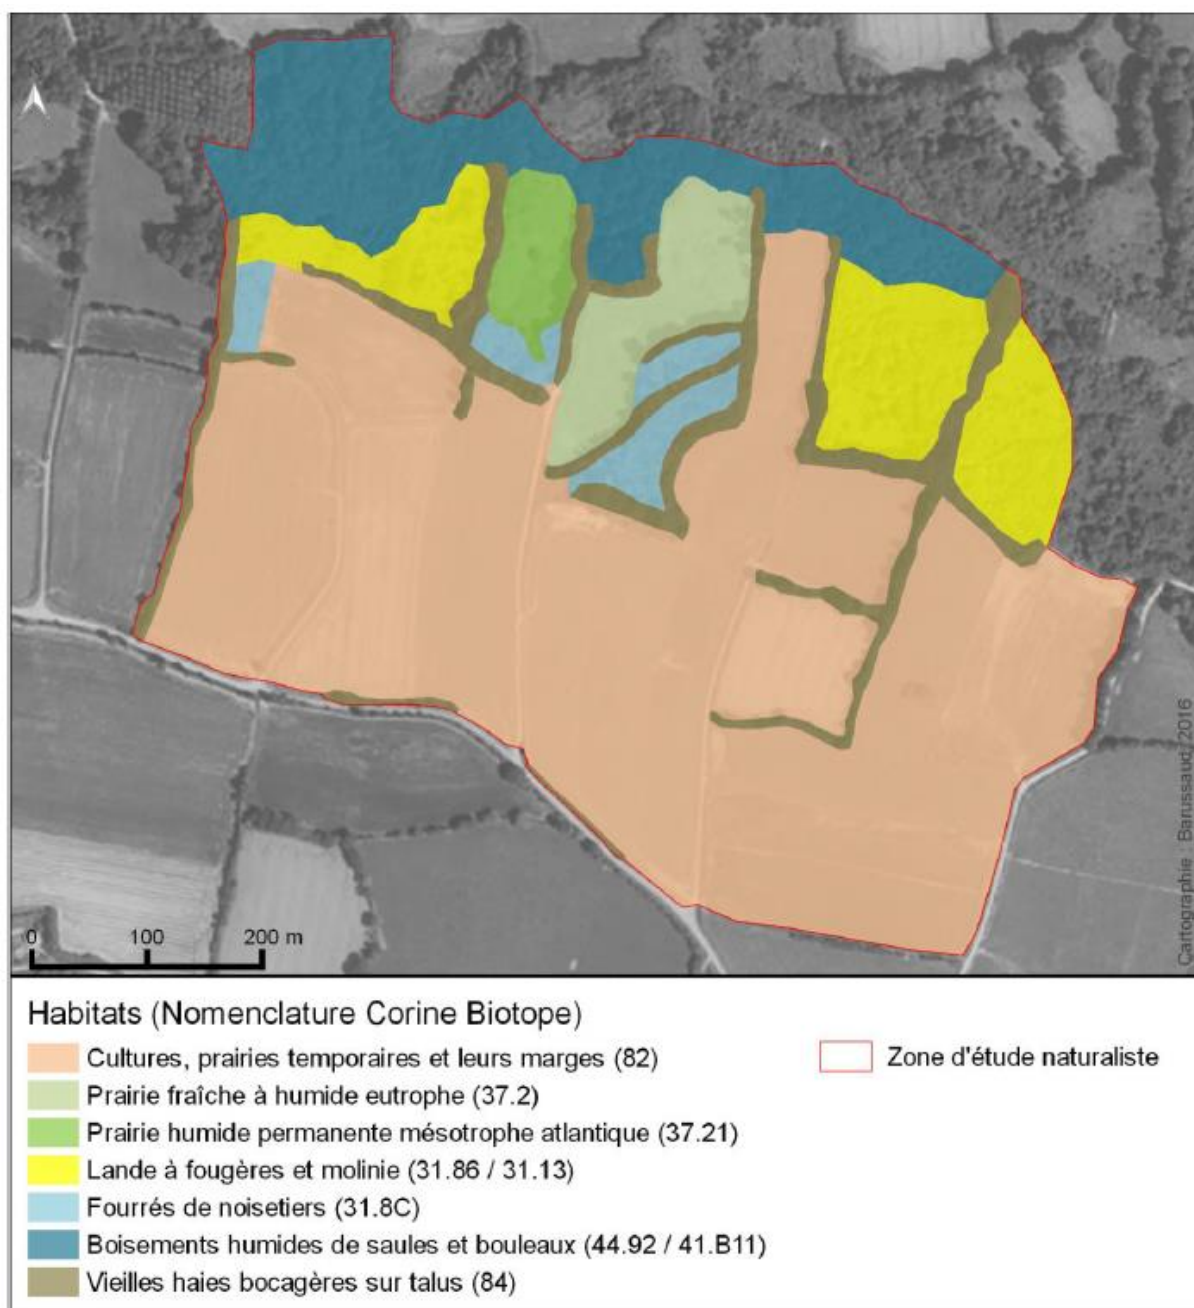 Cartographie : Barussaud/2016
0 100 200 m
Habitats (Nomenclature Corine Biotope)
Cultures, prairies temporaires et leurs marges (82)
Zone d'étude naturaliste
Prairie fraîche à humide eutrophe (37.2)
Prairie humide permanente mésotrophe atlantique (37.21)
Lande à fougères et molinie (31.86 / 31.13)
Fourrés de noisetiers (31.8C)
Boisements humides de saules et bouleaux (44.92 / 41.B11)
Vieilles haies bocagères sur talus (84)